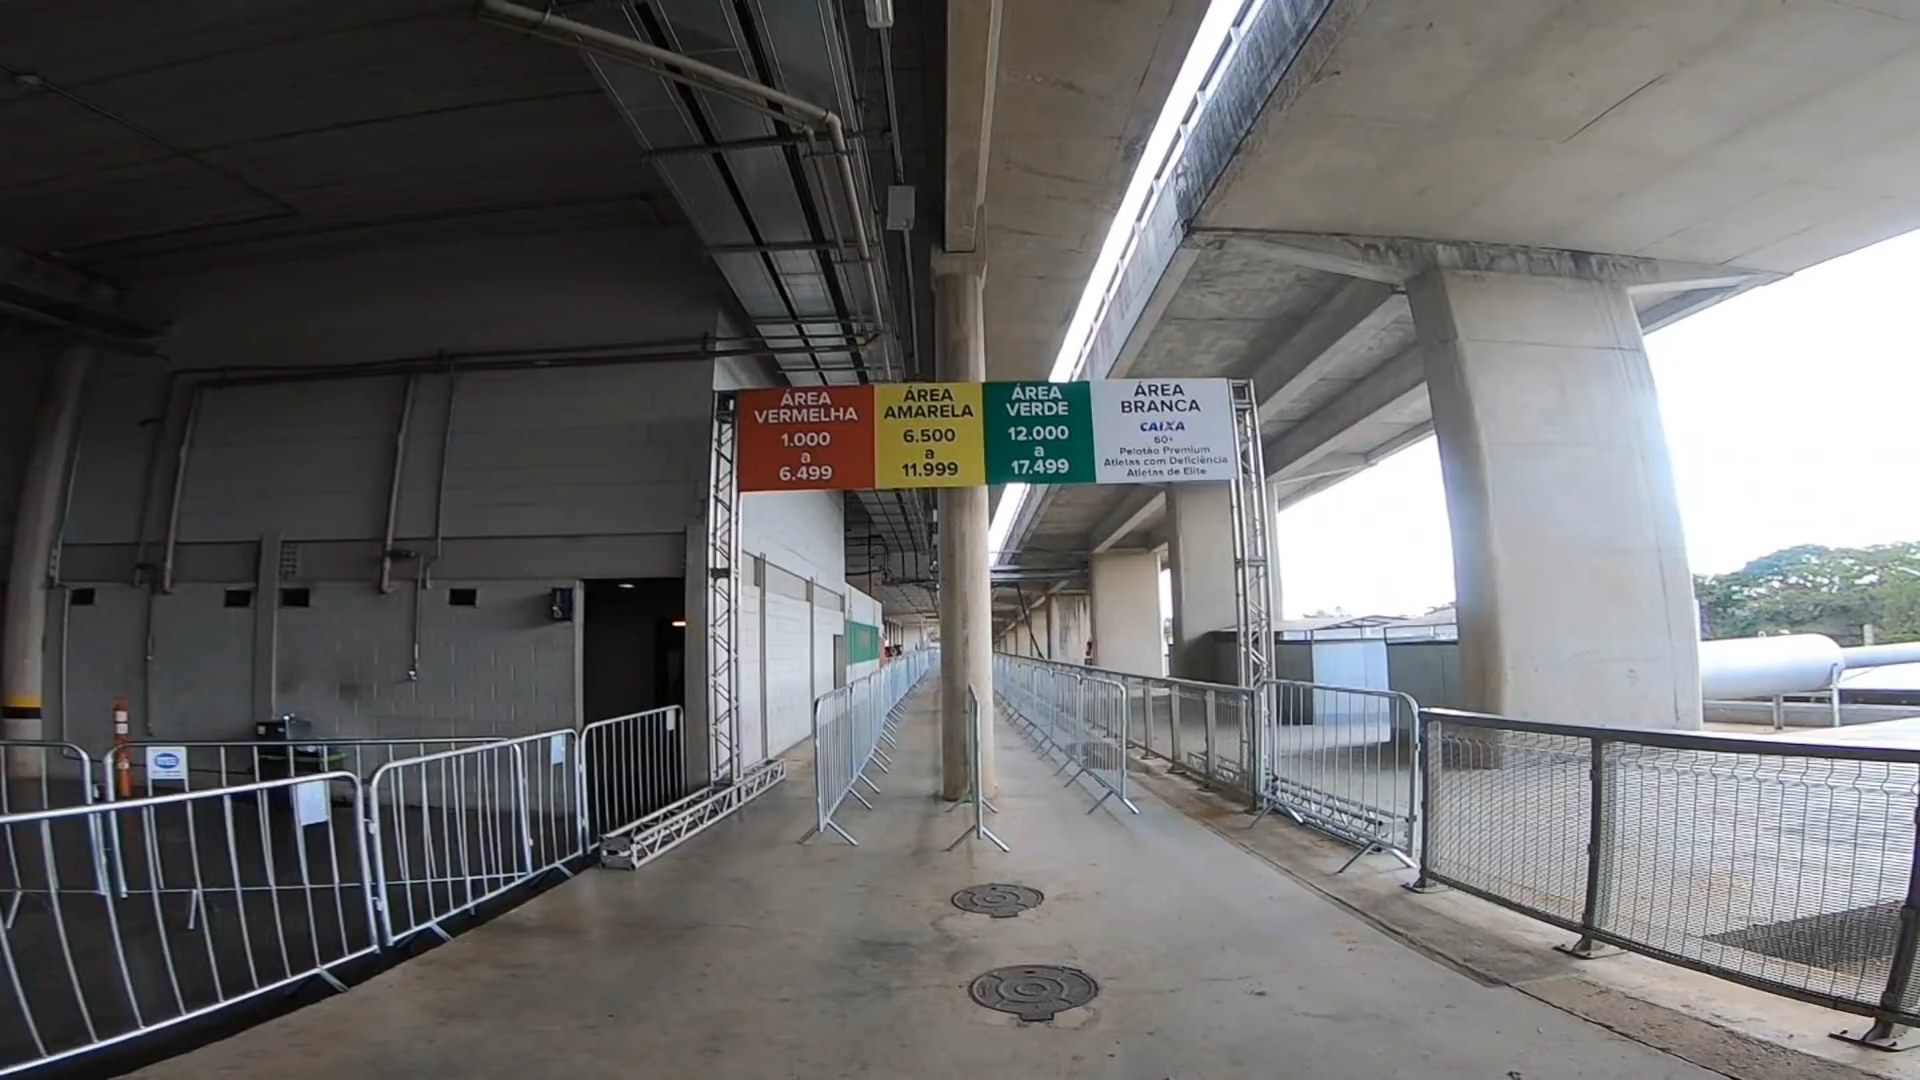 ÁREA
VERMELHA
1.000
a
6.499
ÁREA
AMARELA
6.500
a
11.999
ÁREA
VERDE
12.000
a
17.499
ÁREA
BRANCA
CAIXA
60+
Pelotão Premium
Atletas com Deficiência
Atletas de Elite